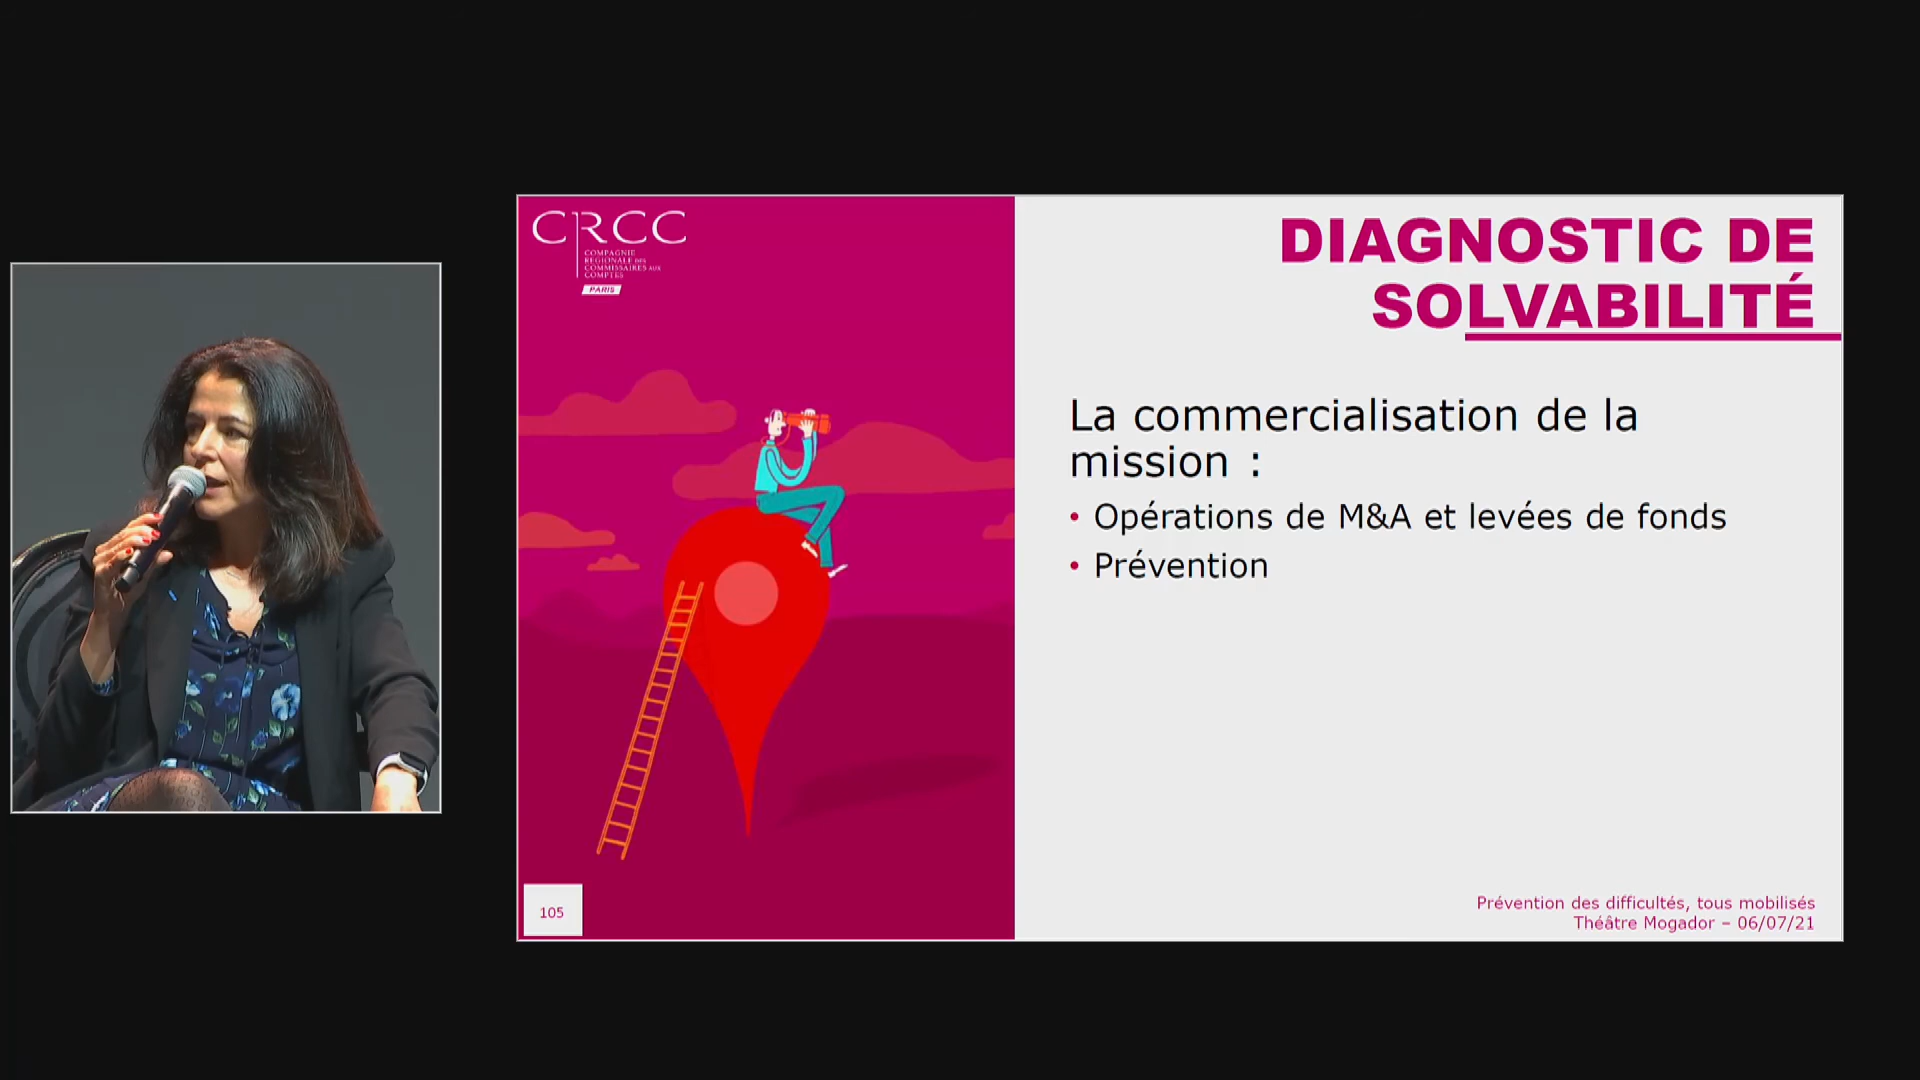 CRCC
COMPAGNIE
RÉGIONALE DES
COMMISSAIRES AUX
COMPTES
PARIS
DIAGNOSTIC DE
SOLVABILITÉ
La commercialisation de la
mission :
• Opérations de M&A et levées de fonds
• Prévention
105
Prévention des difficultés, tous mobilisés
Théâtre Mogador – 06/07/21